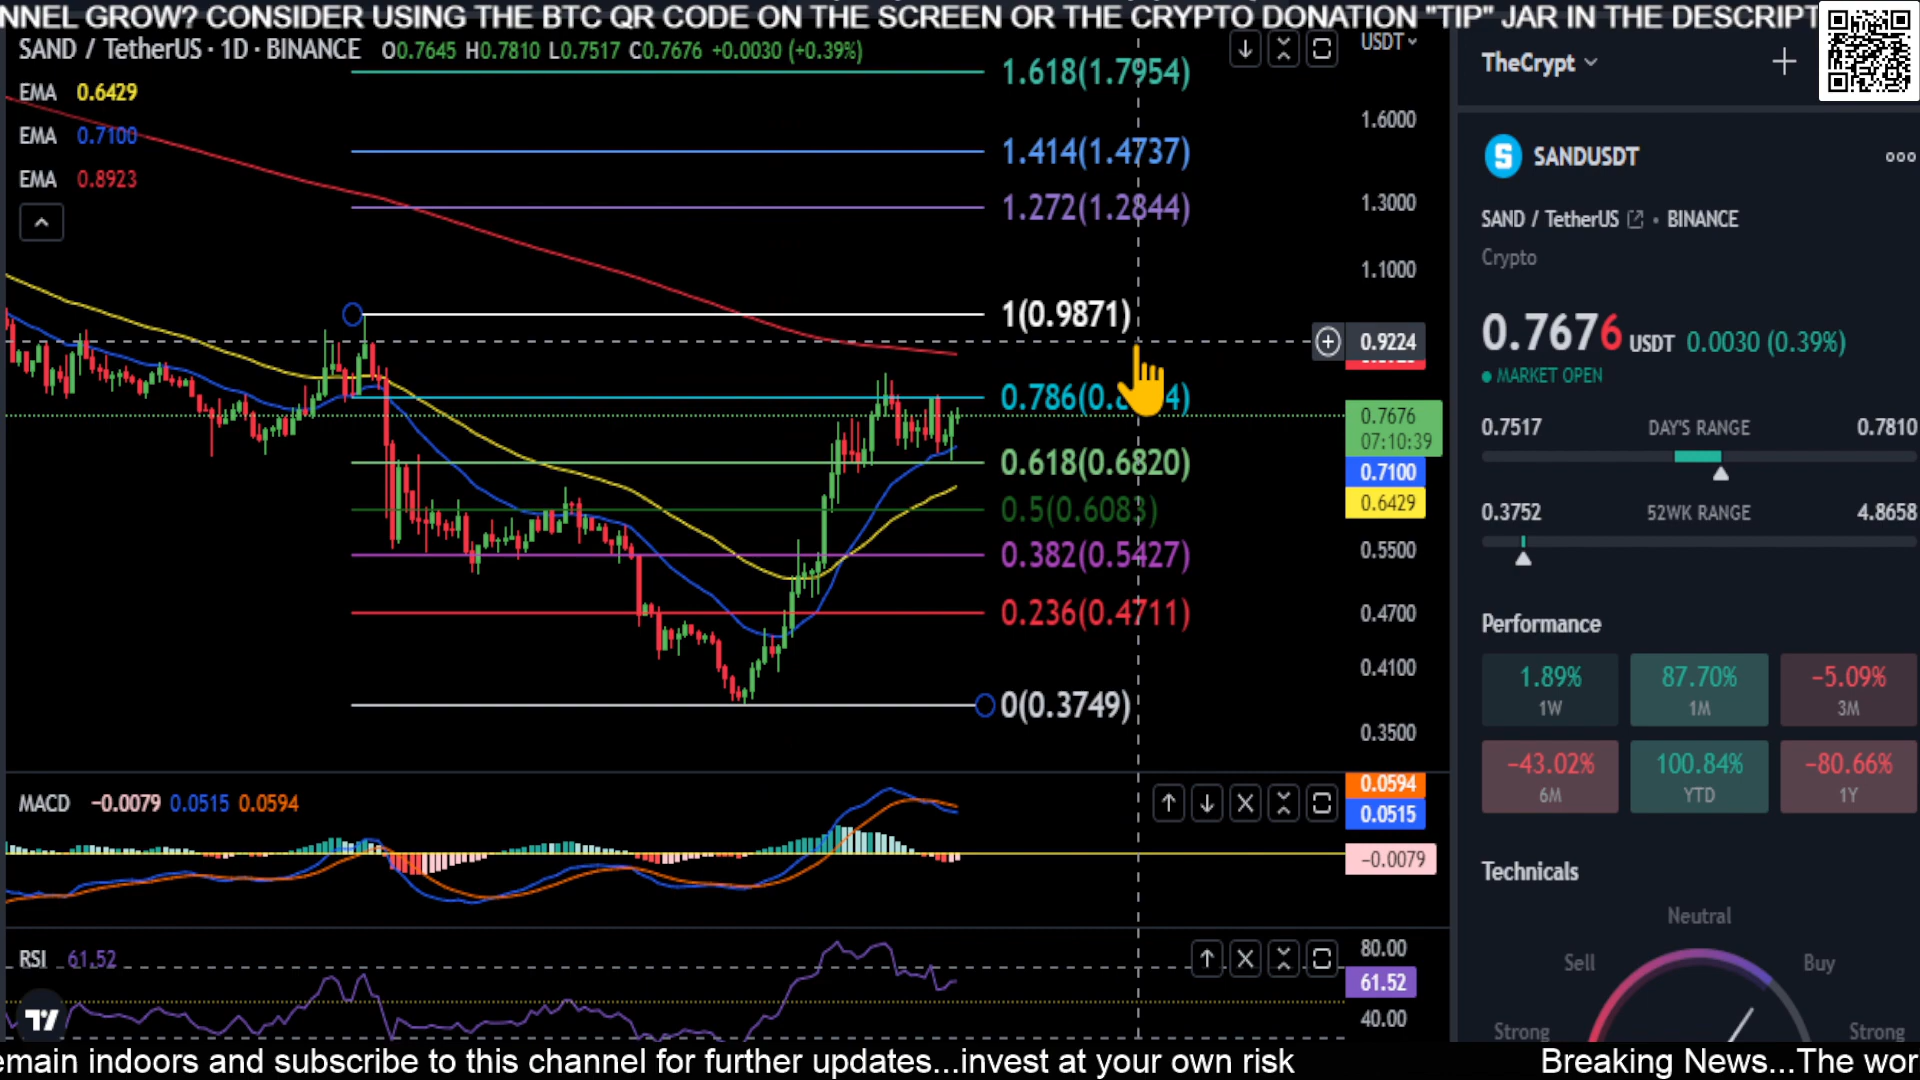 NNEL GROW? CONSIDER USING THE BTC QR CODE ON THE SCREEN OR THE CRYPTO DONATION "TIP" JAR IN THE DESCRIPT
SAND / TetherUS · 1D · BINANCE O0.7645 H0.7810 L0.7517 C0.7676 +0.0030 (+0.39%)
USDT
EMA 0.6429
EMA 0.7100
EMA 0.8923
1.618(1.7954)
1.414(1.4737)
1.272(1.2844)
1(0.9871)
0.618(0.6820)
0.5(0.6083)
0.382(0.5427)
0.236(0.4711)
0(0.3749)
1.6000
1.3000
1.1000
0.9224
0.7676
07:10:39
0.7100
0.6429
0.5500
0.4700
0.4100
0.3500
MACD −0.0079 0.0515 0.0594
0.0594
0.0515
−0.0079
RSI 61.52
80.00
61.52
40.00
TheCrypt
SANDUSDT
SAND / TetherUS • BINANCE
Crypto
0.7676 USDT 0.0030 (0.39%)
MARKET OPEN
0.7517 DAY'S RANGE 0.7810
0.3752 52WK RANGE 4.8658
Performance
1.89% 87.70% −5.09%
1W 1M 3M
−43.02% 100.84% −80.66%
6M YTD 1Y
Technicals
Neutral
Sell Buy
Strong Strong
emain indoors and subscribe to this channel for further updates...invest at your own risk Breaking News...The wor